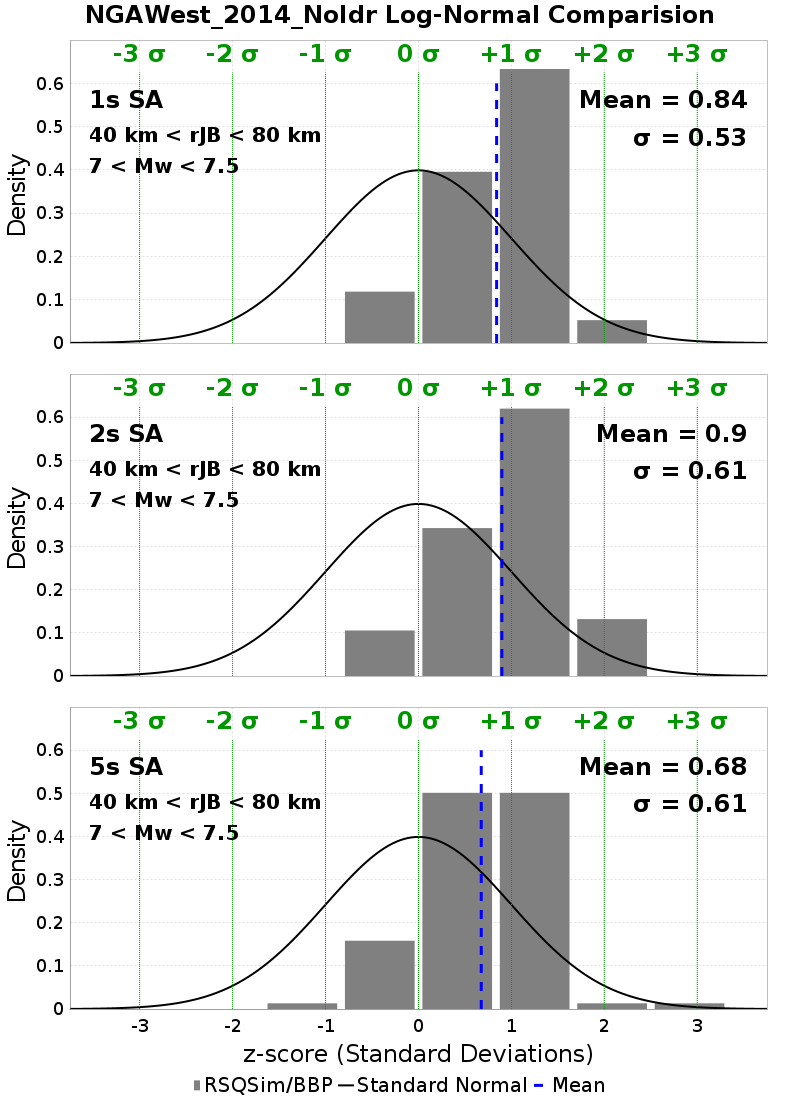 NGAWest_2014_NoIdr Log-Normal Comparision
-3 σ -2 σ -1 σ 0 σ +1 σ +2 σ +3 σ
1s SA
Mean = 0.84
40 km < rJB < 80 km
σ = 0.53
7 < Mw < 7.5
Density
0.6
0.5
0.4
0.3
0.2
0.1
0
-3 σ -2 σ -1 σ 0 σ +1 σ +2 σ +3 σ
2s SA
Mean = 0.9
40 km < rJB < 80 km
σ = 0.61
7 < Mw < 7.5
Density
0.6
0.5
0.4
0.3
0.2
0.1
0
-3 σ -2 σ -1 σ 0 σ +1 σ +2 σ +3 σ
5s SA
Mean = 0.68
40 km < rJB < 80 km
σ = 0.61
7 < Mw < 7.5
Density
0.6
0.5
0.4
0.3
0.2
0.1
0
-3 -2 -1 0 1 2 3
z-score (Standard Deviations)
RSQSim/BBP Standard Normal Mean